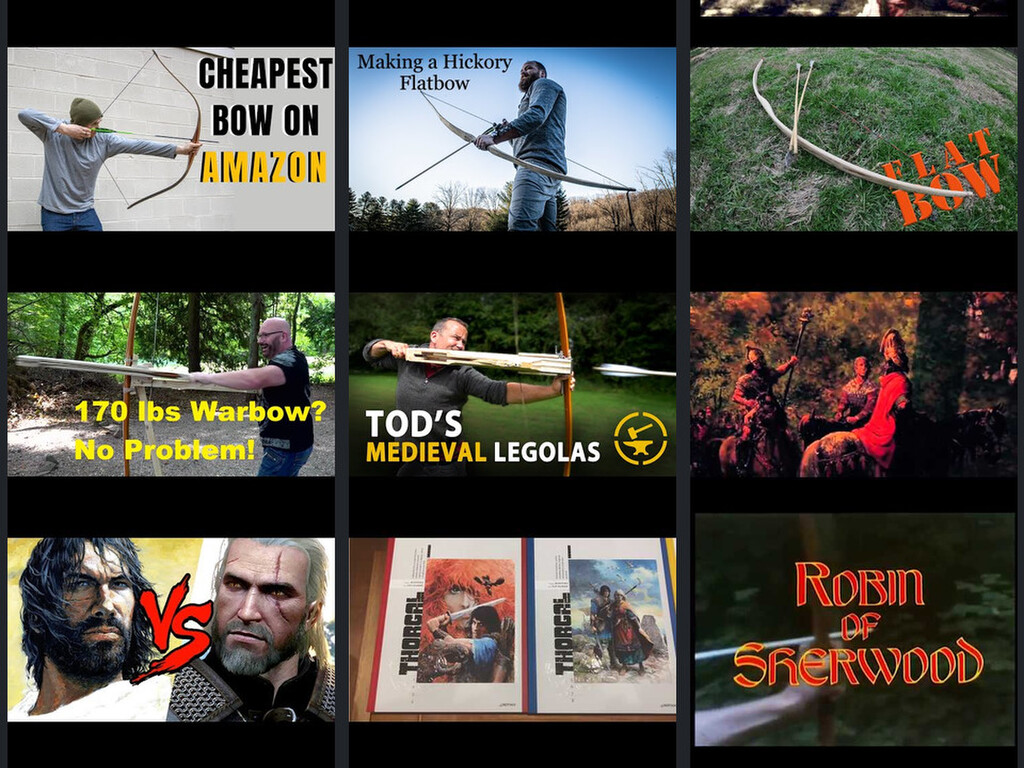 CHEAPEST
BOW ON
AMAZON
Making a Hickory
Flatbow
FLAT
BOW
170 lbs Warbow?
No Problem!
TOD'S
MEDIEVAL LEGOLAS
VS
THORGAL
THORGAL
ROBIN
OF
SHERWOOD